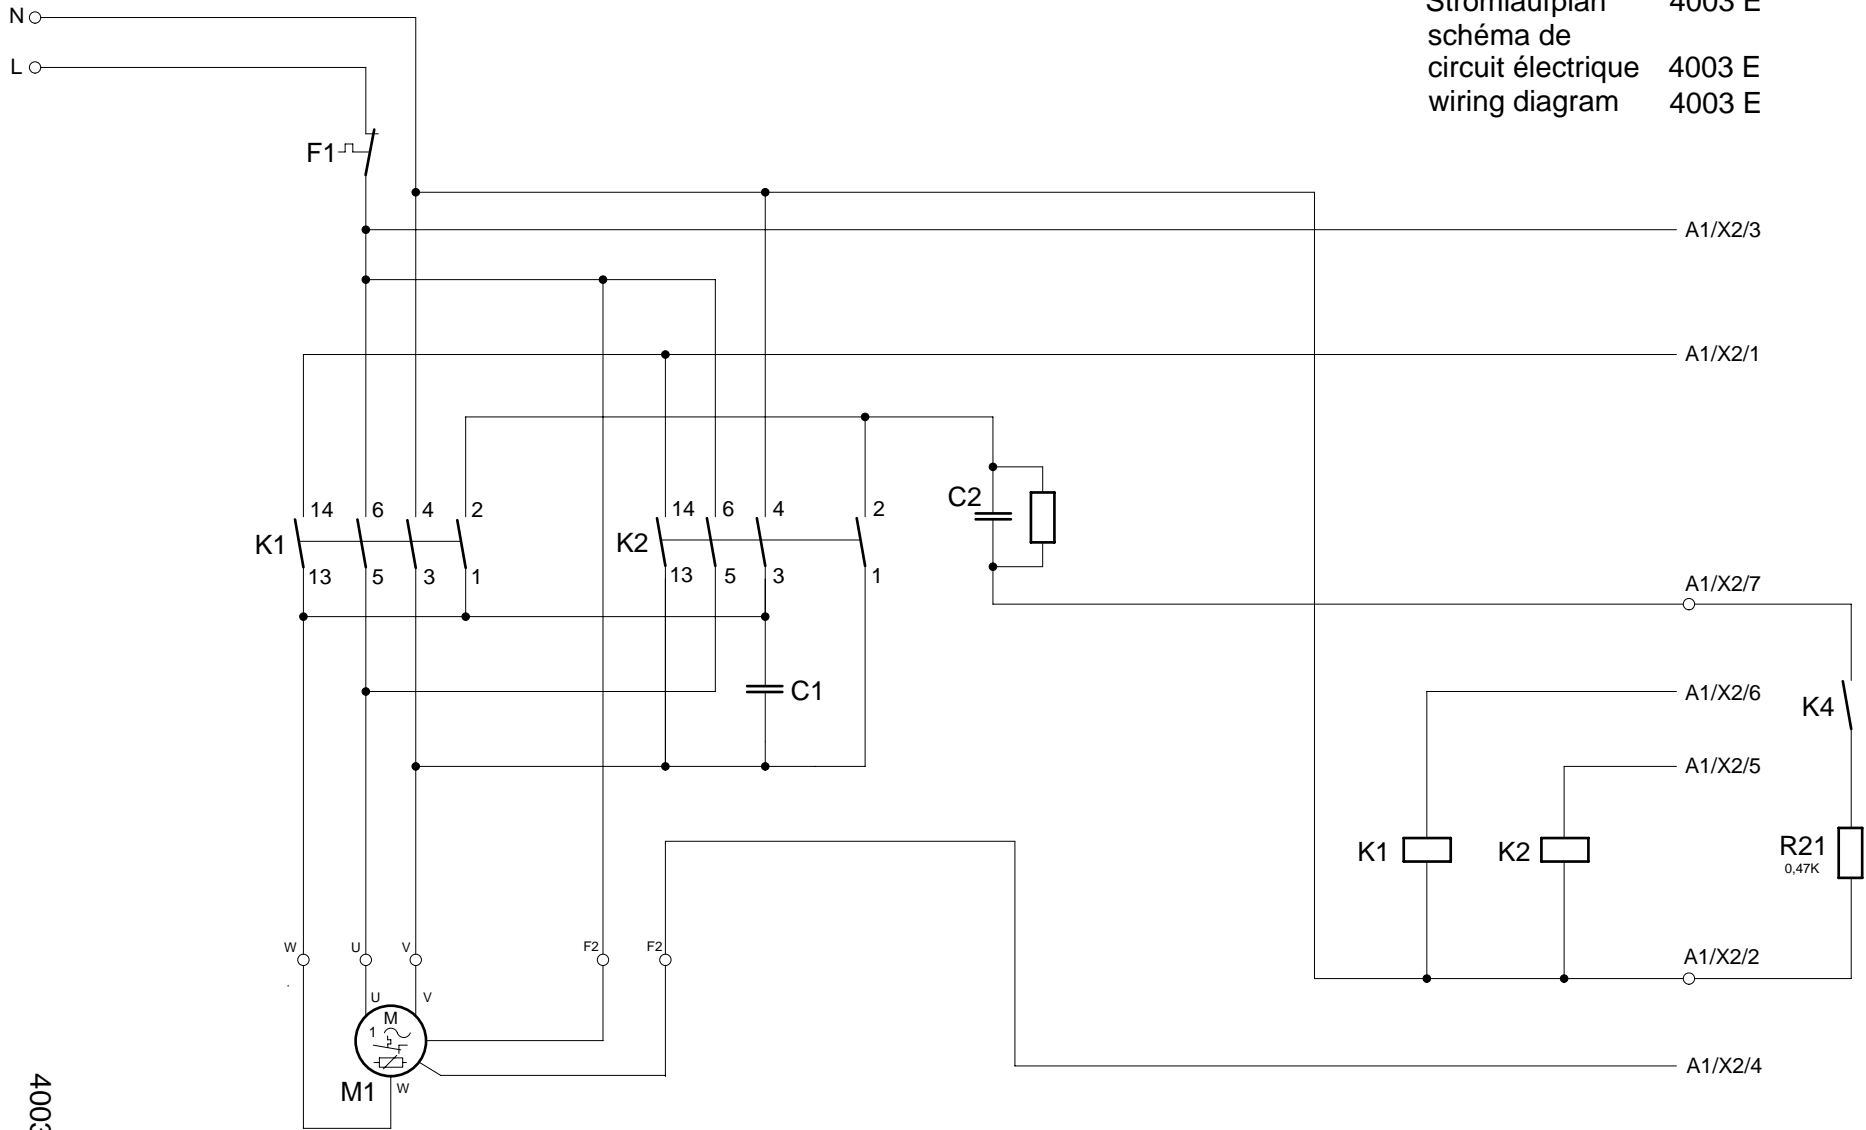 N
Stromlaufplan 4003 E
schéma de
L
circuit électrique 4003 E
wiring diagram 4003 E
F1
A1/X2/3
A1/X2/1
14 6 4 2
K1
13 5 3 1
14 6 4 2
K2
13 5 3 1
C2
A1/X2/7
C1
A1/X2/6
K4
A1/X2/5
K1
K2
R21
0,47K
W U V F2 F2
A1/X2/2
U V
M
1
M1
W
A1/X2/4
4003